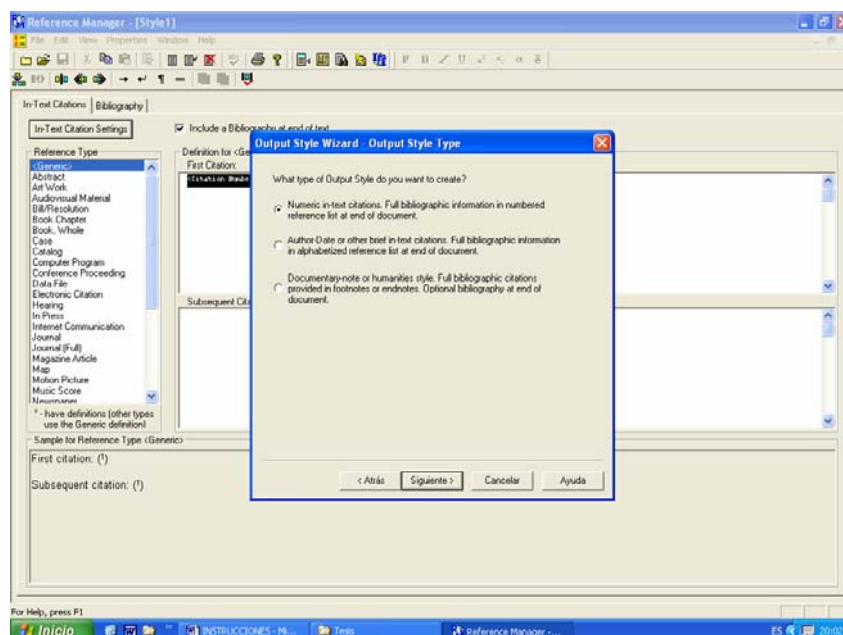 Reference Manager - [Style1]
File Edit View Properties Window Help
In-Text Citations Bibliography
In-Text Citation Settings
Include a Bibliography at end of text
Reference Type
<Generic>
Abstract
Art Work
Audiovisual Material
Bill/Resolution
Book Chapter
Book, Whole
Case
Catalog
Computer Program
Conference Proceeding
Data File
Electronic Citation
Hearing
In Press
Internet Communication
Journal
Journal (Full)
Magazine Article
Map
Motion Picture
Music Score
Newspaper
* - have definitions (other types
use the Generic definition)
Definition for <Ge
First Citation:
Subsequent Cita
Output Style Wizard - Output Style Type
What type of Output Style do you want to create?
Numeric in-text citations. Full bibliographic information in numbered
reference list at end of document.
Author-Date or other brief in-text citations. Full bibliographic information
in alphabetized reference list at end of document.
Documentary-note or humanities style. Full bibliographic citations
provided in footnotes or endnotes. Optional bibliography at end of
document.
< Atrás Siguiente > Cancelar Ayuda
Sample for Reference Type <Generic>
First citation: (1)
Subsequent citation: (1)
For Help, press F1
Inicio INSTRUCCIONES - Mi... Tesis Reference Manager -... ES 20:02